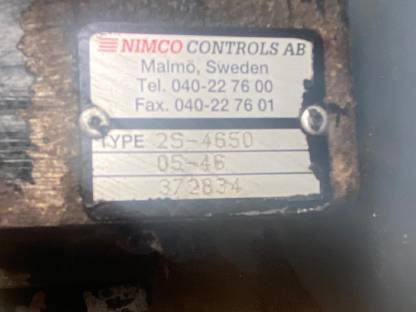 NIMCO CONTROLS AB
Malmö, Sweden
Tel. 040-22 76 00
Fax. 040-22 76 01
TYPE 2S-4650
05-46
372834